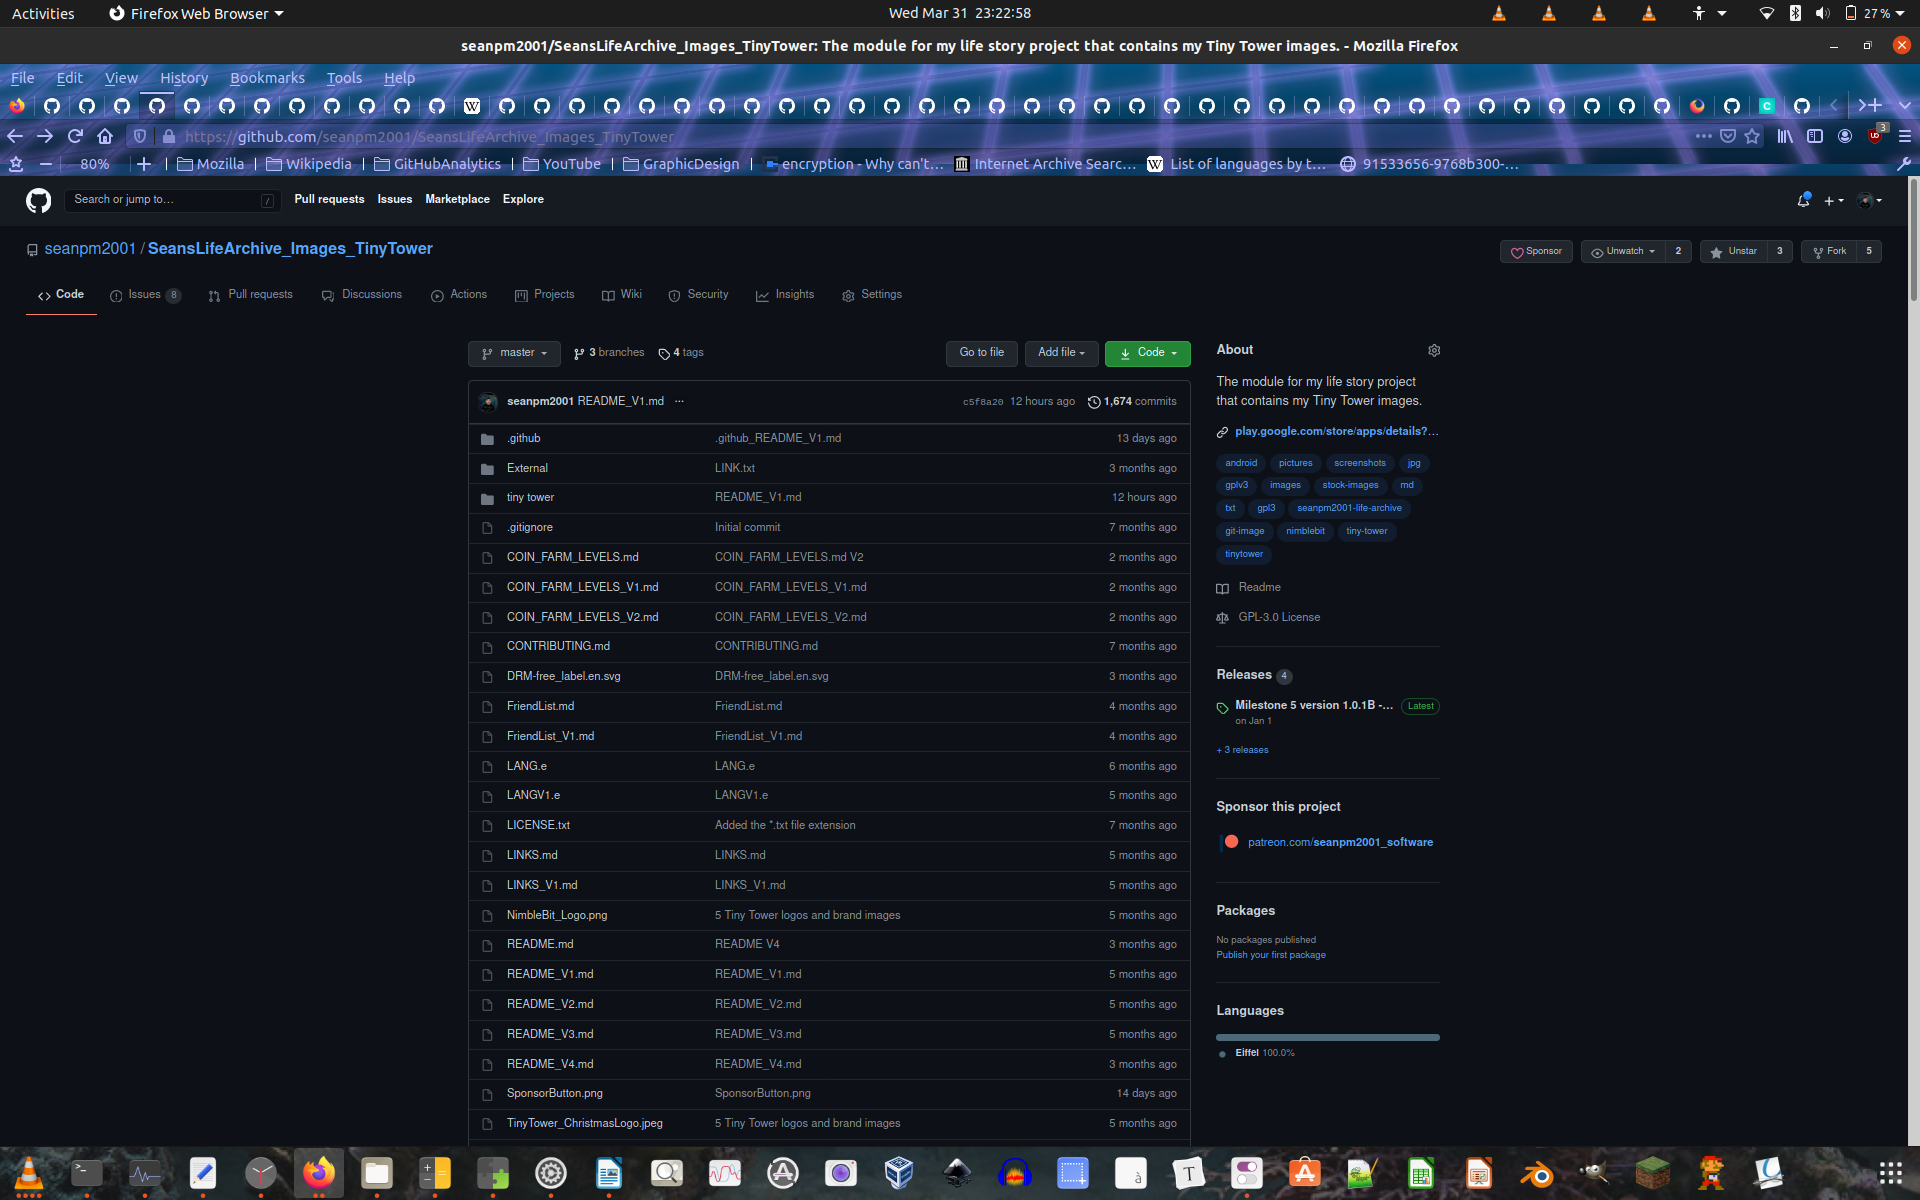 Activities Firefox Web Browser Wed Mar 31 23:22:58 27 %
seanpm2001/SeansLifeArchive_Images_TinyTower: The module for my life story project that contains my Tiny Tower images. - Mozilla Firefox
File Edit View History Bookmarks Tools Help
https://github.com/seanpm2001/SeansLifeArchive_Images_TinyTower 3
80% Mozilla Wikipedia GitHubAnalytics YouTube GraphicDesign encryption - Why can't… Internet Archive Searc… List of languages by t… 91533656-9768b300-…
Search or jump to… / Pull requests Issues Marketplace Explore
seanpm2001 / SeansLifeArchive_Images_TinyTower Sponsor Unwatch 2 Unstar 3 Fork 5
Code Issues 8 Pull requests Discussions Actions Projects Wiki Security Insights Settings
master 3 branches 4 tags Go to file Add file Code
seanpm2001 README_V1.md ... c5f8a20 12 hours ago 1,674 commits
.github .github_README_V1.md 13 days ago
External LINK.txt 3 months ago
tiny tower README_V1.md 12 hours ago
.gitignore Initial commit 7 months ago
COIN_FARM_LEVELS.md COIN_FARM_LEVELS.md V2 2 months ago
COIN_FARM_LEVELS_V1.md COIN_FARM_LEVELS_V1.md 2 months ago
COIN_FARM_LEVELS_V2.md COIN_FARM_LEVELS_V2.md 2 months ago
CONTRIBUTING.md CONTRIBUTING.md 7 months ago
DRM-free_label.en.svg DRM-free_label.en.svg 3 months ago
FriendList.md FriendList.md 4 months ago
FriendList_V1.md FriendList_V1.md 4 months ago
LANG.e LANG.e 6 months ago
LANGV1.e LANGV1.e 5 months ago
LICENSE.txt Added the *.txt file extension 7 months ago
LINKS.md LINKS.md 5 months ago
LINKS_V1.md LINKS_V1.md 5 months ago
NimbleBit_Logo.png 5 Tiny Tower logos and brand images 5 months ago
README.md README V4 3 months ago
README_V1.md README_V1.md 5 months ago
README_V2.md README_V2.md 5 months ago
README_V3.md README_V3.md 5 months ago
README_V4.md README_V4.md 3 months ago
SponsorButton.png SponsorButton.png 14 days ago
TinyTower_ChristmasLogo.jpeg 5 Tiny Tower logos and brand images 5 months ago
About
The module for my life story project
that contains my Tiny Tower images.
play.google.com/store/apps/details?…
android pictures screenshots jpg
gplv3 images stock-images md
txt gpl3 seanpm2001-life-archive
git-image nimblebit tiny-tower
tinytower
Readme
GPL-3.0 License
Releases 4
Milestone 5 version 1.0.1B -… Latest
on Jan 1
+ 3 releases
Sponsor this project
patreon.com/seanpm2001_software
Packages
No packages published
Publish your first package
Languages
Eiffel 100.0%